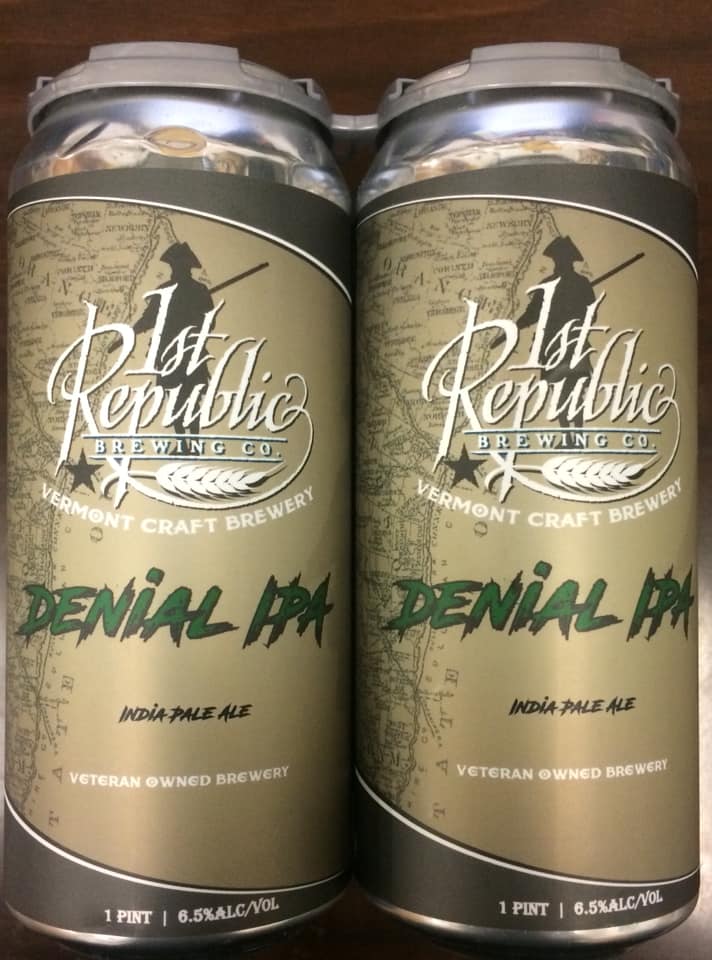 1st
Republic
BREWING CO.
VERMONT CRAFT BREWERY
DENIAL IPA
INDIA PALE ALE
VETERAN OWNED BREWERY
1 PINT | 6.5%ALC/VOL
1st
Republic
BREWING CO.
VERMONT CRAFT BREWERY
DENIAL IPA
INDIA PALE ALE
VETERAN OWNED BREWERY
1 PINT | 6.5%ALC/VOL